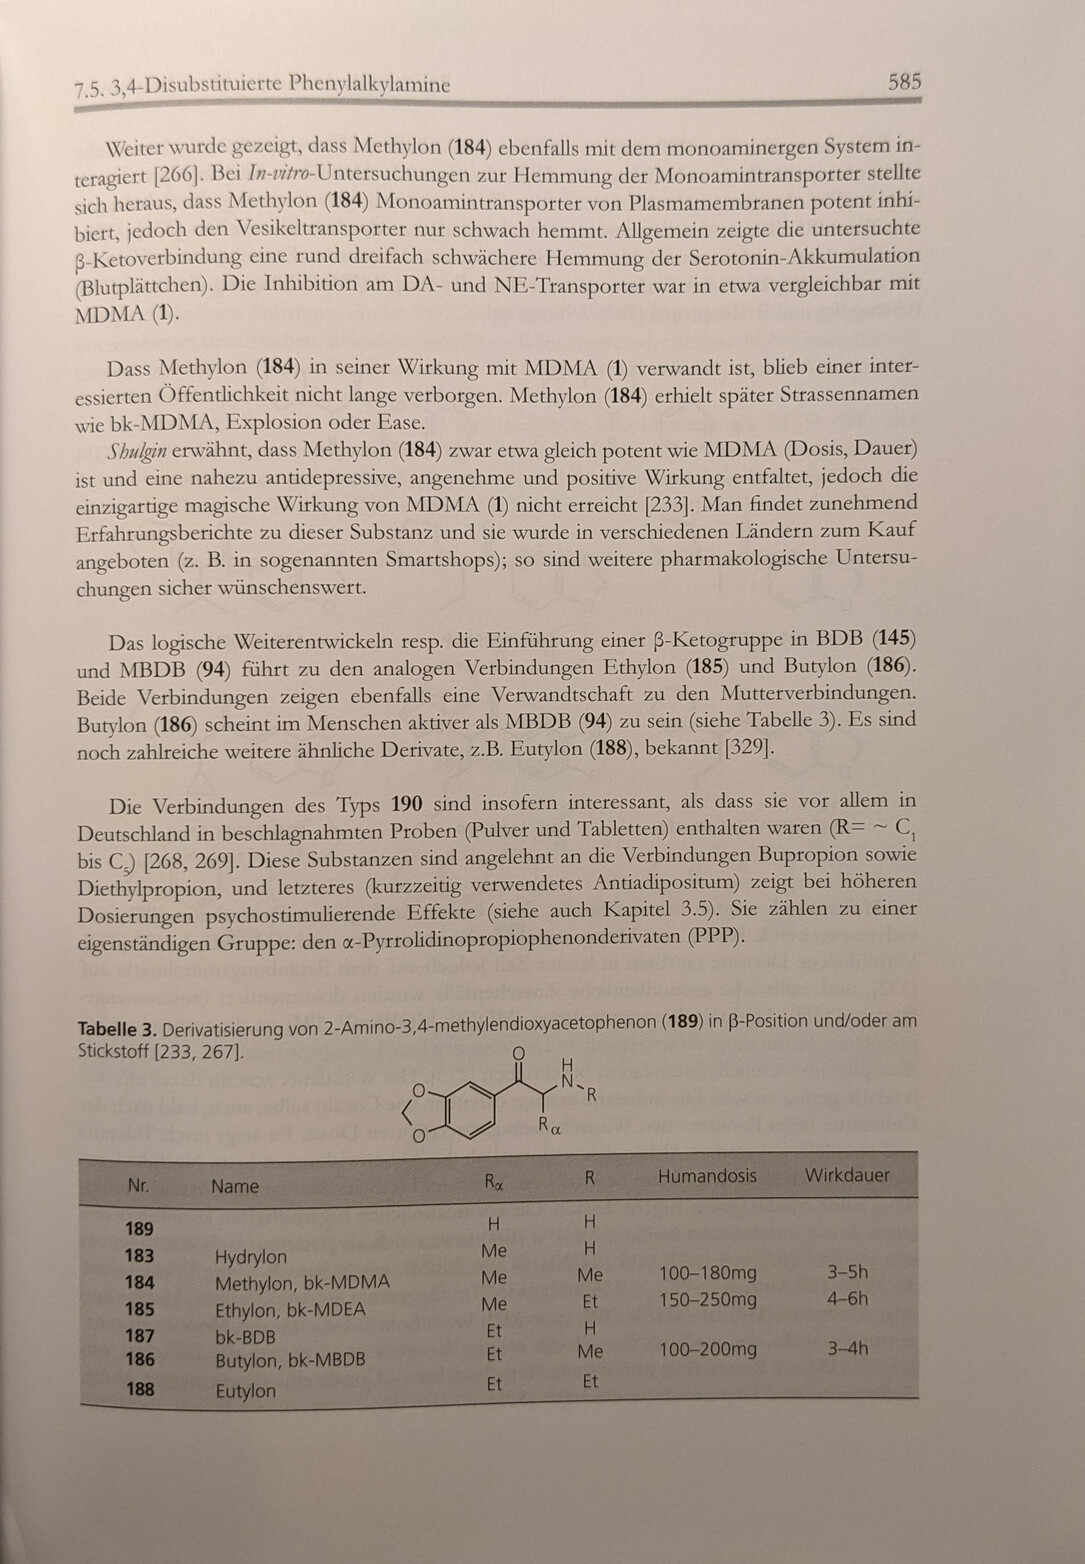 7.5. 3,4-Disubstituierte Phenylalkylamine 585
Weiter wurde gezeigt, dass Methylon (184) ebenfalls mit dem monoaminergen System in-
teragiert [266]. Bei In-vitro-Untersuchungen zur Hemmung der Monoamintransporter stellte
sich heraus, dass Methylon (184) Monoamintransporter von Plasmamembranen potent inhi-
biert, jedoch den Vesikeltransporter nur schwach hemmt. Allgemein zeigte die untersuchte
β-Ketoverbindung eine rund dreifach schwächere Hemmung der Serotonin-Akkumulation
(Blutplättchen). Die Inhibition am DA- und NE-Transporter war in etwa vergleichbar mit
MDMA (1).
Dass Methylon (184) in seiner Wirkung mit MDMA (1) verwandt ist, blieb einer inter-
essierten Öffentlichkeit nicht lange verborgen. Methylon (184) erhielt später Strassennamen
wie bk-MDMA, Explosion oder Ease.
Shulgin erwähnt, dass Methylon (184) zwar etwa gleich potent wie MDMA (Dosis, Dauer)
ist und eine nahezu antidepressive, angenehme und positive Wirkung entfaltet, jedoch die
einzigartige magische Wirkung von MDMA (1) nicht erreicht [233]. Man findet zunehmend
Erfahrungsberichte zu dieser Substanz und sie wurde in verschiedenen Ländern zum Kauf
angeboten (z. B. in sogenannten Smartshops); so sind weitere pharmakologische Untersu-
chungen sicher wünschenswert.
Das logische Weiterentwickeln resp. die Einführung einer β-Ketogruppe in BDB (145)
und MBDB (94) führt zu den analogen Verbindungen Ethylon (185) und Butylon (186).
Beide Verbindungen zeigen ebenfalls eine Verwandtschaft zu den Mutterverbindungen.
Butylon (186) scheint im Menschen aktiver als MBDB (94) zu sein (siehe Tabelle 3). Es sind
noch zahlreiche weitere ähnliche Derivate, z.B. Eutylon (188), bekannt [329].
Die Verbindungen des Typs 190 sind insofern interessant, als dass sie vor allem in
Deutschland in beschlagnahmten Proben (Pulver und Tabletten) enthalten waren (R= ~ C₁
bis C₅) [268, 269]. Diese Substanzen sind angelehnt an die Verbindungen Bupropion sowie
Diethylpropion, und letzteres (kurzzeitig verwendetes Antiadipositum) zeigt bei höheren
Dosierungen psychostimulierende Effekte (siehe auch Kapitel 3.5). Sie zählen zu einer
eigenständigen Gruppe: den α-Pyrrolidinopropiophenonderivaten (PPP).
Tabelle 3. Derivatisierung von 2-Amino-3,4-methylendioxyacetophenon (189) in β-Position und/oder am
Stickstoff [233, 267].
O
H
N
R
O
O
Rα
Nr. Name Rα R Humandosis Wirkdauer
189 H H
183 Hydrylon Me H
184 Methylon, bk-MDMA Me Me 100–180mg 3–5h
185 Ethylon, bk-MDEA Me Et 150–250mg 4–6h
187 bk-BDB Et H
186 Butylon, bk-MBDB Et Me 100–200mg 3–4h
188 Eutylon Et Et